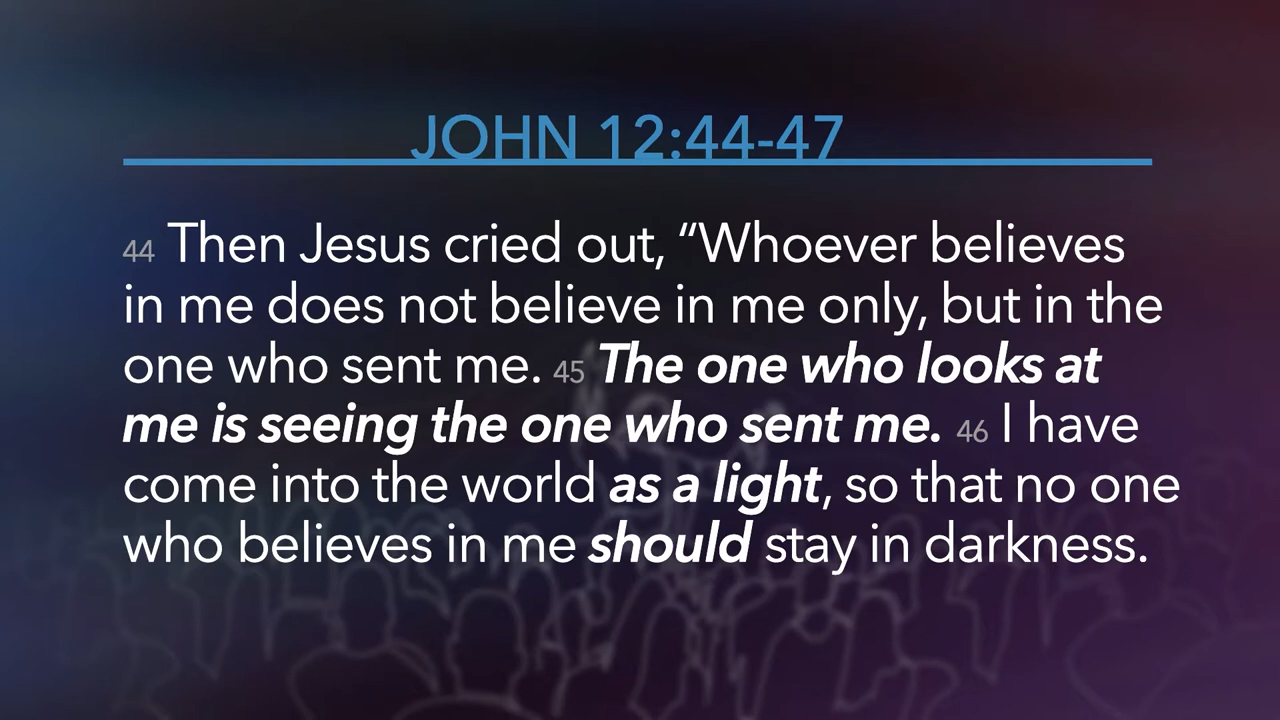 JOHN 12:44-47
44 Then Jesus cried out, “Whoever believes
in me does not believe in me only, but in the
one who sent me. 45 The one who looks at
me is seeing the one who sent me. 46 I have
come into the world as a light, so that no one
who believes in me should stay in darkness.